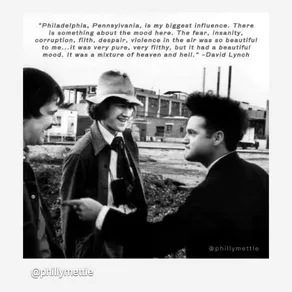 "Philadelphia, Pennsylvania, is my biggest influence. There
is something about the mood here. The fear, insanity,
corruption, filth, despair, violence in the air was so beautiful
to me...it was very pure, very filthy, but it had a beautiful
mood. It was a mixture of heaven and hell." -David Lynch
@phillymettle
@phillymettle